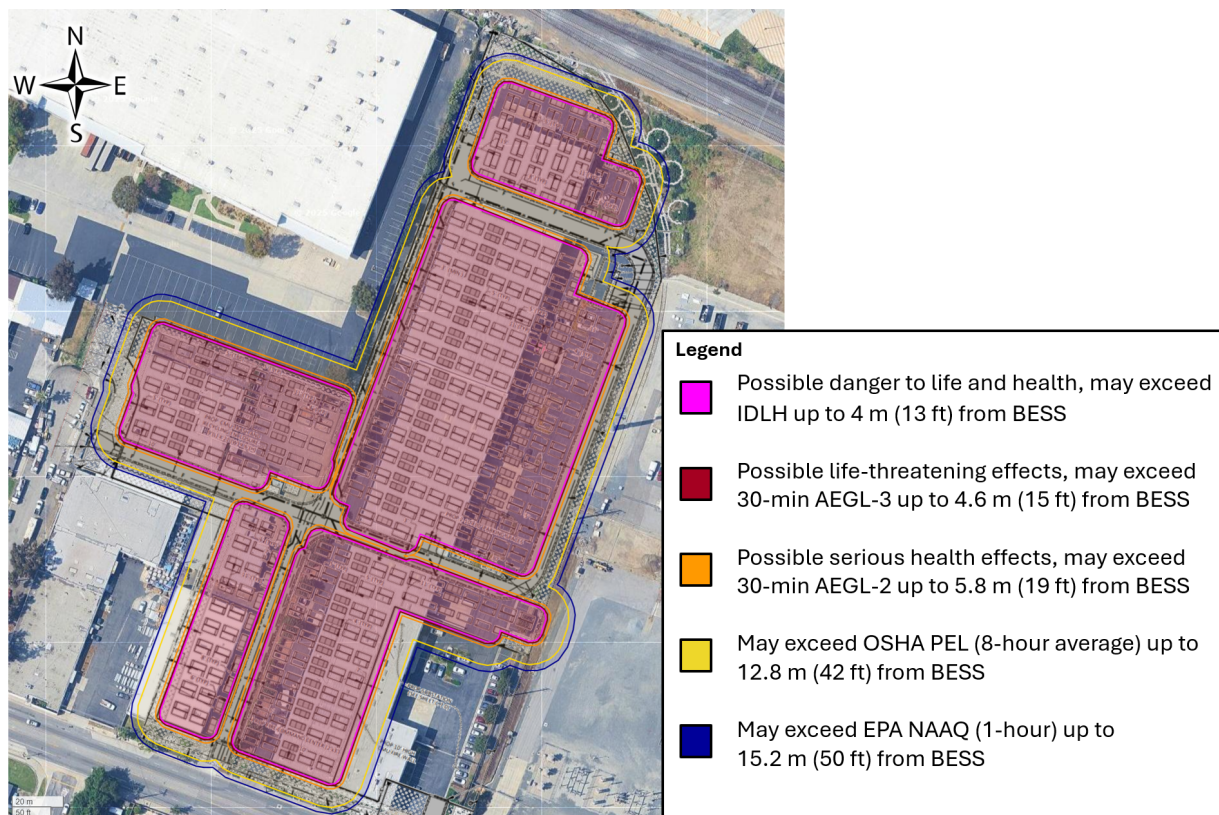 N
W
E
S
Legend
Possible danger to life and health, may exceed
IDLH up to 4 m (13 ft) from BESS
Possible life-threatening effects, may exceed
30-min AEGL-3 up to 4.6 m (15 ft) from BESS
Possible serious health effects, may exceed
30-min AEGL-2 up to 5.8 m (19 ft) from BESS
May exceed OSHA PEL (8-hour average) up to
12.8 m (42 ft) from BESS
May exceed EPA NAAQ (1-hour) up to
15.2 m (50 ft) from BESS
20 m
50 ft